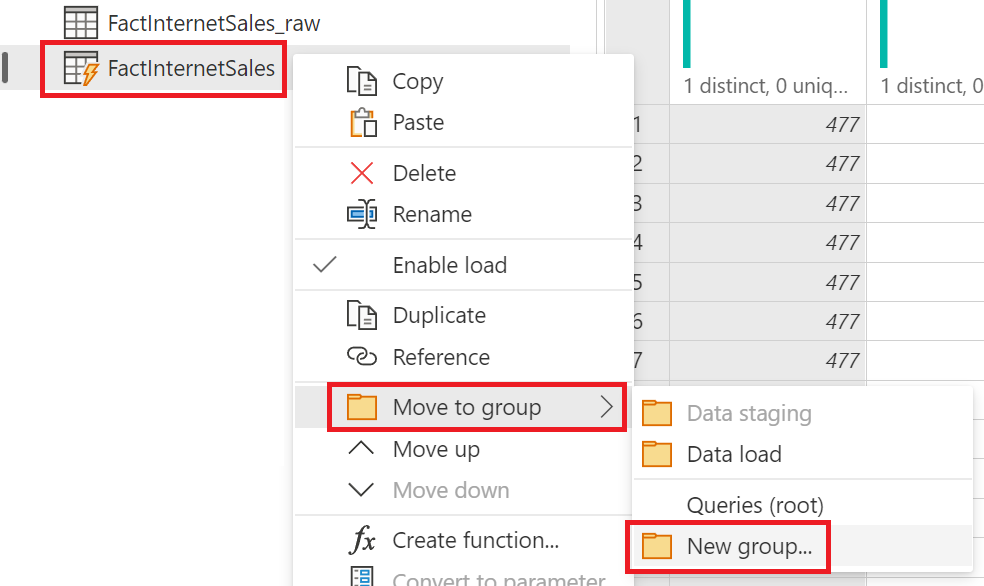 FactInternetSales_raw
FactInternetSales
1 distinct, 0 uniq...
1 distinct, 0
1 477
2 477
3 477
4 477
5 477
6 477
7 477
Copy
Paste
Delete
Rename
Enable load
Duplicate
Reference
Move to group
Move up
Move down
fx Create function...
Convert to parameter
Data staging
Data load
Queries (root)
New group...